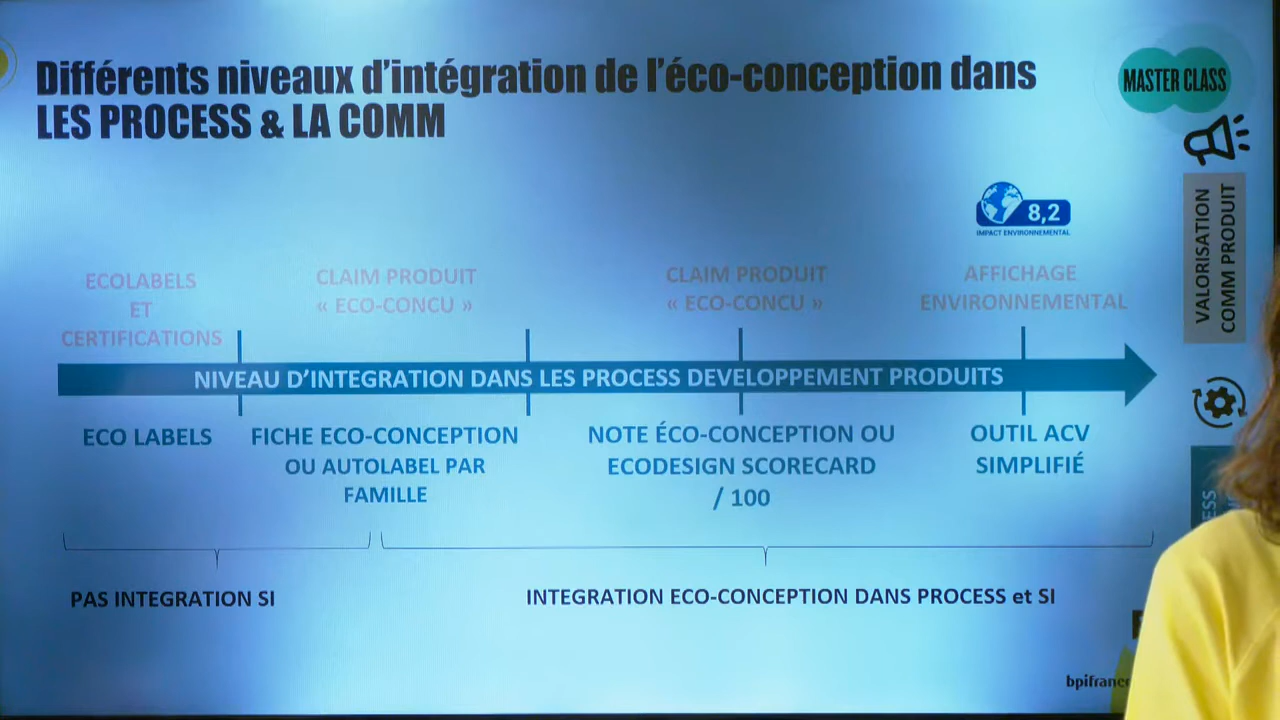 Différents niveaux d'intégration de l'éco-conception dans
LES PROCESS & LA COMM
MASTER CLASS
8,2
IMPACT ENVIRONNEMENTAL
VALORISATION
COMM PRODUIT
ECOLABELS
ET
CERTIFICATIONS
CLAIM PRODUIT
« ECO-CONCU »
CLAIM PRODUIT
« ECO-CONCU »
AFFICHAGE
ENVIRONNEMENTAL
NIVEAU D'INTEGRATION DANS LES PROCESS DEVELOPPEMENT PRODUITS
ECO LABELS
FICHE ECO-CONCEPTION
OU AUTOLABEL PAR
FAMILLE
NOTE ÉCO-CONCEPTION OU
ECODESIGN SCORECARD
/ 100
OUTIL ACV
SIMPLIFIÉ
PAS INTEGRATION SI
INTEGRATION ECO-CONCEPTION DANS PROCESS et SI